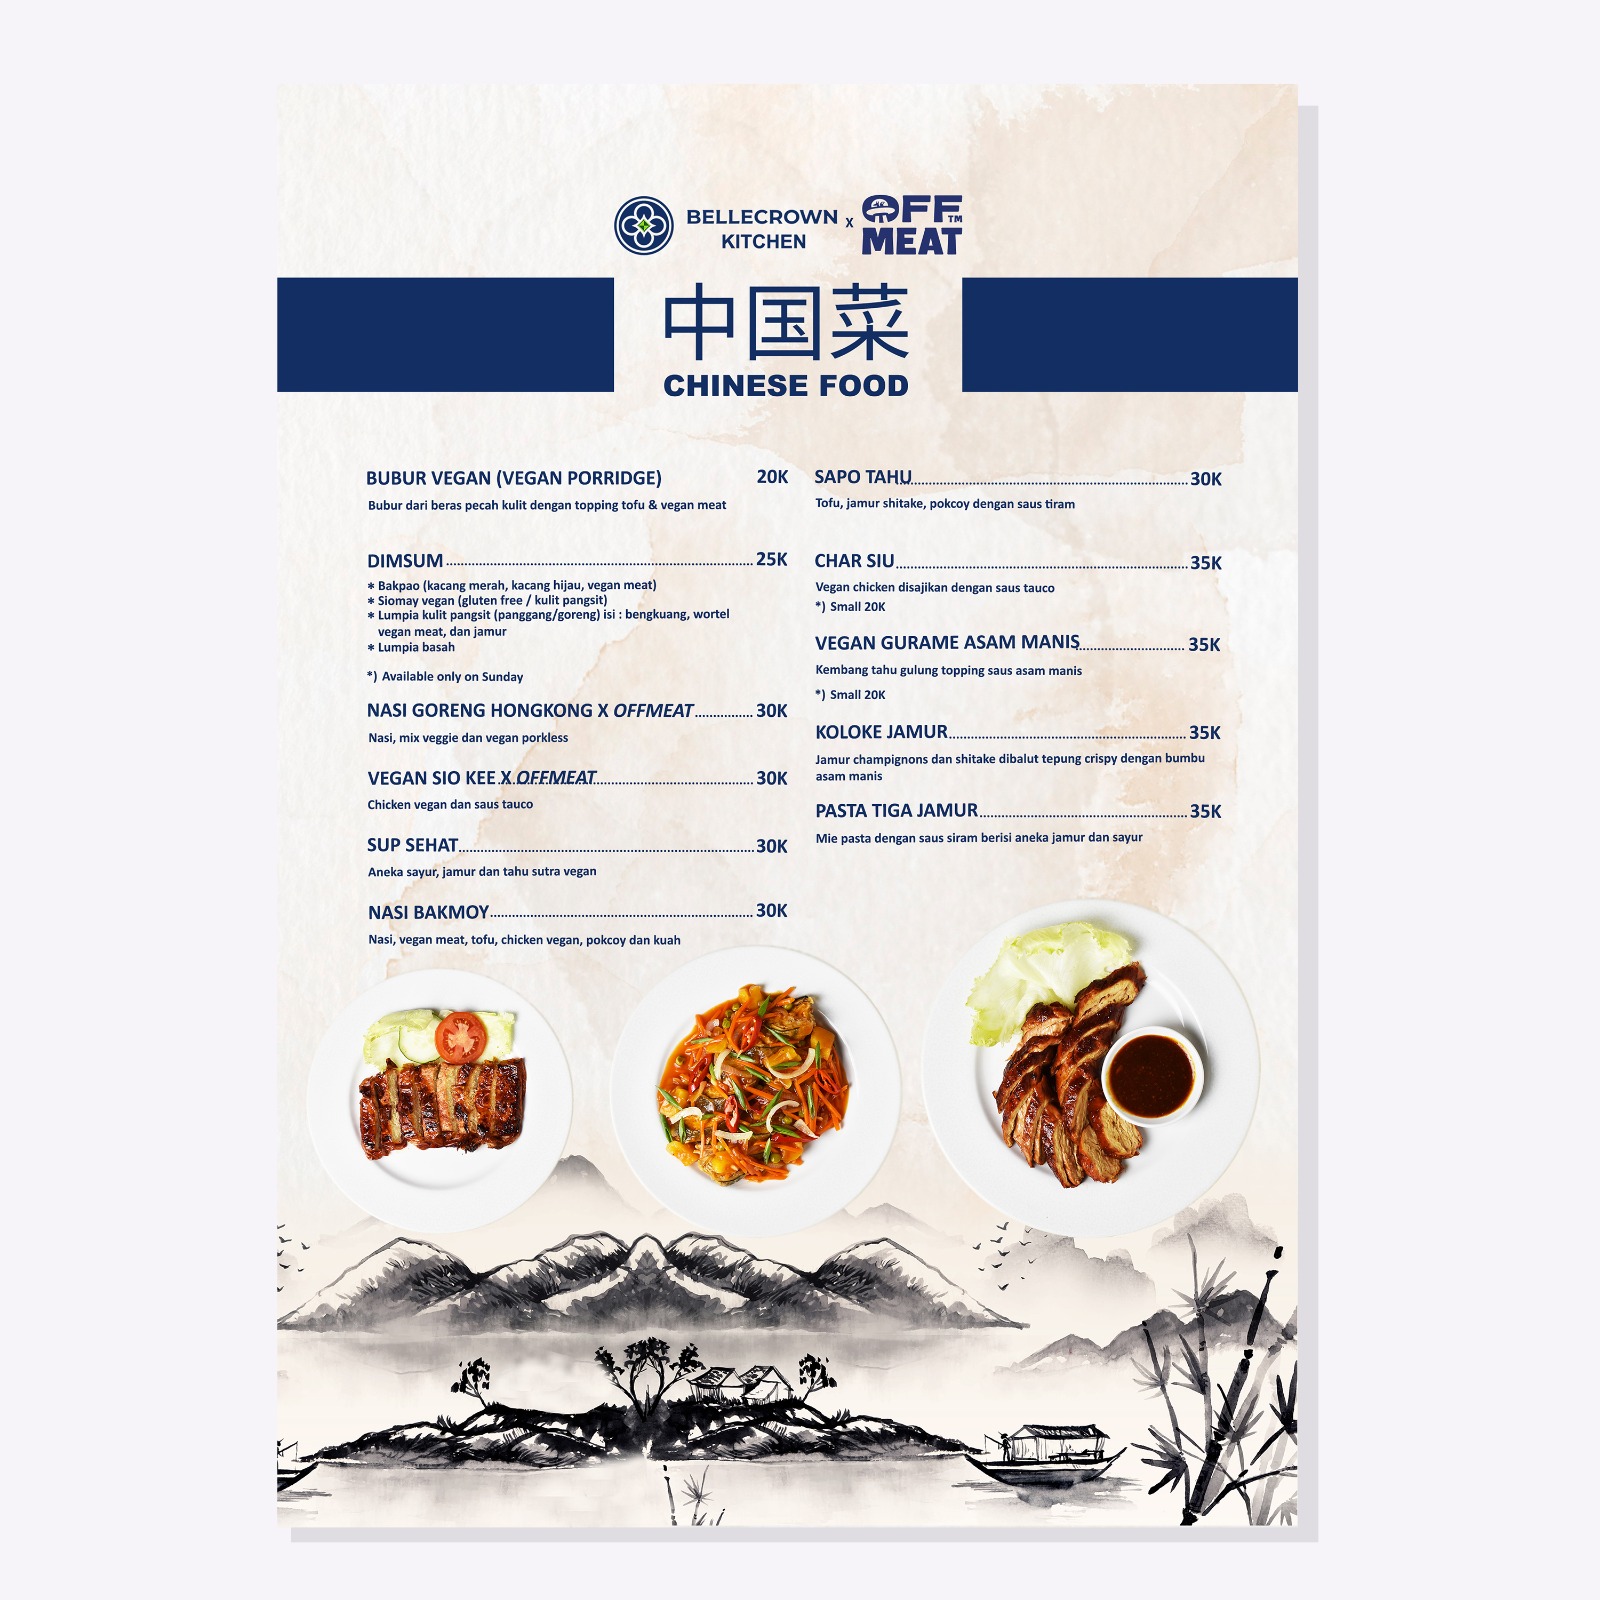 BELLECROWN
KITCHEN
x
OFF
MEAT™
中国菜
CHINESE FOOD
BUBUR VEGAN (VEGAN PORRIDGE) 20K
Bubur dari beras pecah kulit dengan topping tofu & vegan meat
DIMSUM 25K
* Bakpao (kacang merah, kacang hijau, vegan meat)
* Siomay vegan (gluten free / kulit pangsit)
* Lumpia kulit pangsit (panggang/goreng) isi : bengkuang, wortel
vegan meat, dan jamur
* Lumpia basah
*) Available only on Sunday
NASI GORENG HONGKONG X OFFMEAT 30K
Nasi, mix veggie dan vegan porkless
VEGAN SIO KEE X OFFMEAT 30K
Chicken vegan dan saus tauco
SUP SEHAT 30K
Aneka sayur, jamur dan tahu sutra vegan
NASI BAKMOY 30K
Nasi, vegan meat, tofu, chicken vegan, pokcoy dan kuah
SAPO TAHU 30K
Tofu, jamur shitake, pokcoy dengan saus tiram
CHAR SIU 35K
Vegan chicken disajikan dengan saus tauco
*) Small 20K
VEGAN GURAME ASAM MANIS 35K
Kembang tahu gulung topping saus asam manis
*) Small 20K
KOLOKE JAMUR 35K
Jamur champignons dan shitake dibalut tepung crispy dengan bumbu
asam manis
PASTA TIGA JAMUR 35K
Mie pasta dengan saus siram berisi aneka jamur dan sayur